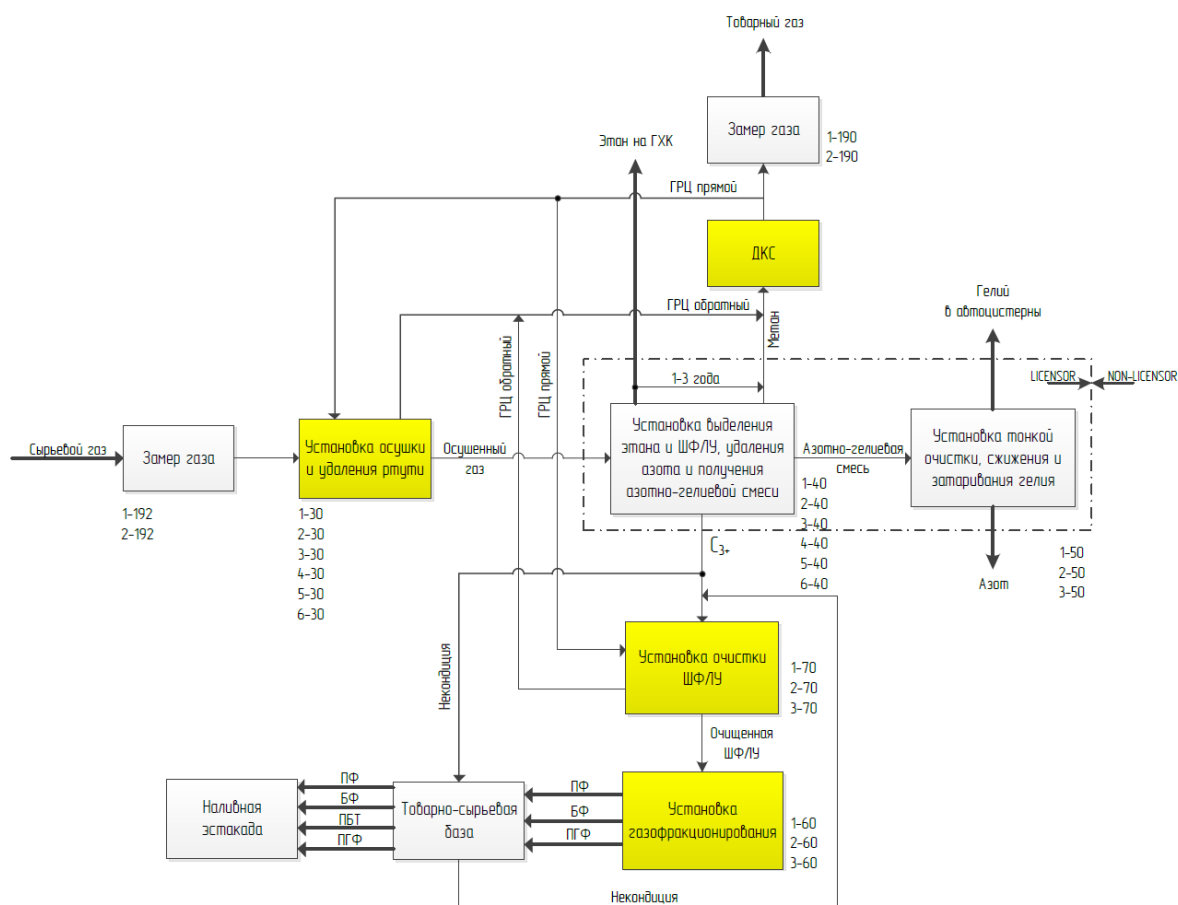 Товарный газ
Замер газа
1-190
2-190
Этан на ГХК
ГРЦ прямой
ДКС
ГРЦ обратный
Метан
ГРЦ обратный
ГРЦ прямой
Гелий
в автоцистерны
1-3 года
LICENSOR
NON-LICENSOR
Сырьевой газ
Замер газа
1-192
2-192
Установка осушки
и удаления ртути
1-30
2-30
3-30
4-30
5-30
6-30
Осушенный
газ
Установка выделения
этана и ШФЛУ, удаления
азота и получения
азотно-гелиевой смеси
Азотно-гелиевая
смесь
1-40
2-40
3-40
4-40
5-40
6-40
Установка тонкой
очистки, сжижения и
затаривания гелия
1-50
2-50
3-50
Азот
C3+
Некондиция
Установка очистки
ШФЛУ
1-70
2-70
3-70
Очищенная
ШФЛУ
Наливная
эстакада
ПФ
БФ
ПБТ
ПГФ
Товарно-сырьевая
база
ПФ
БФ
ПГФ
Установка
газофракционирования
1-60
2-60
3-60
Некондиция